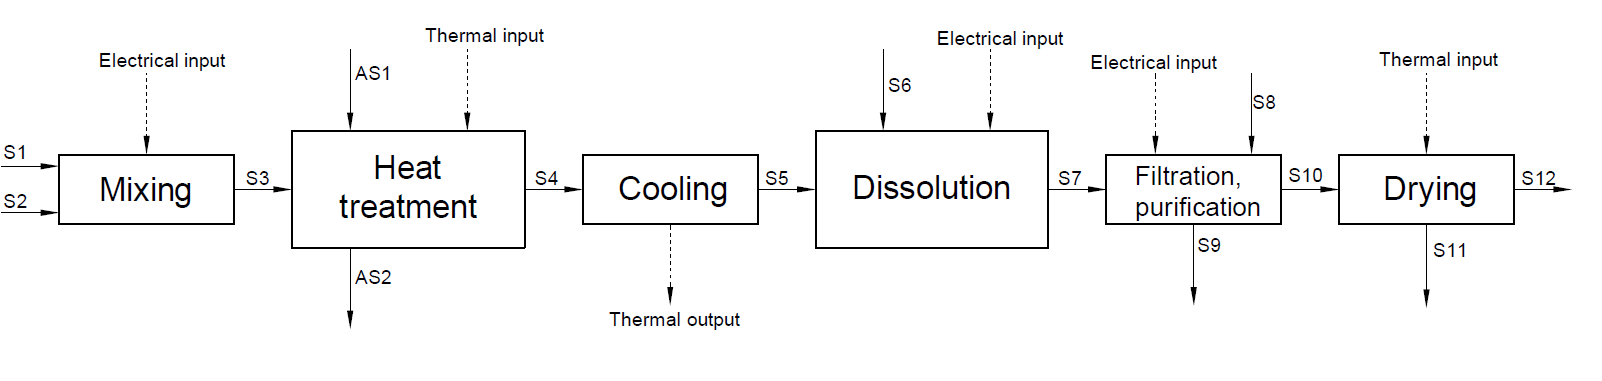 Thermal input
Electrical input
Electrical input
Electrical input
Thermal input
AS1
S6
S8
S1
S2
Mixing
S3
Heat
treatment
S4
Cooling
S5
Dissolution
S7
Filtration,
purification
S10
Drying
S12
AS2
S9
S11
Thermal output